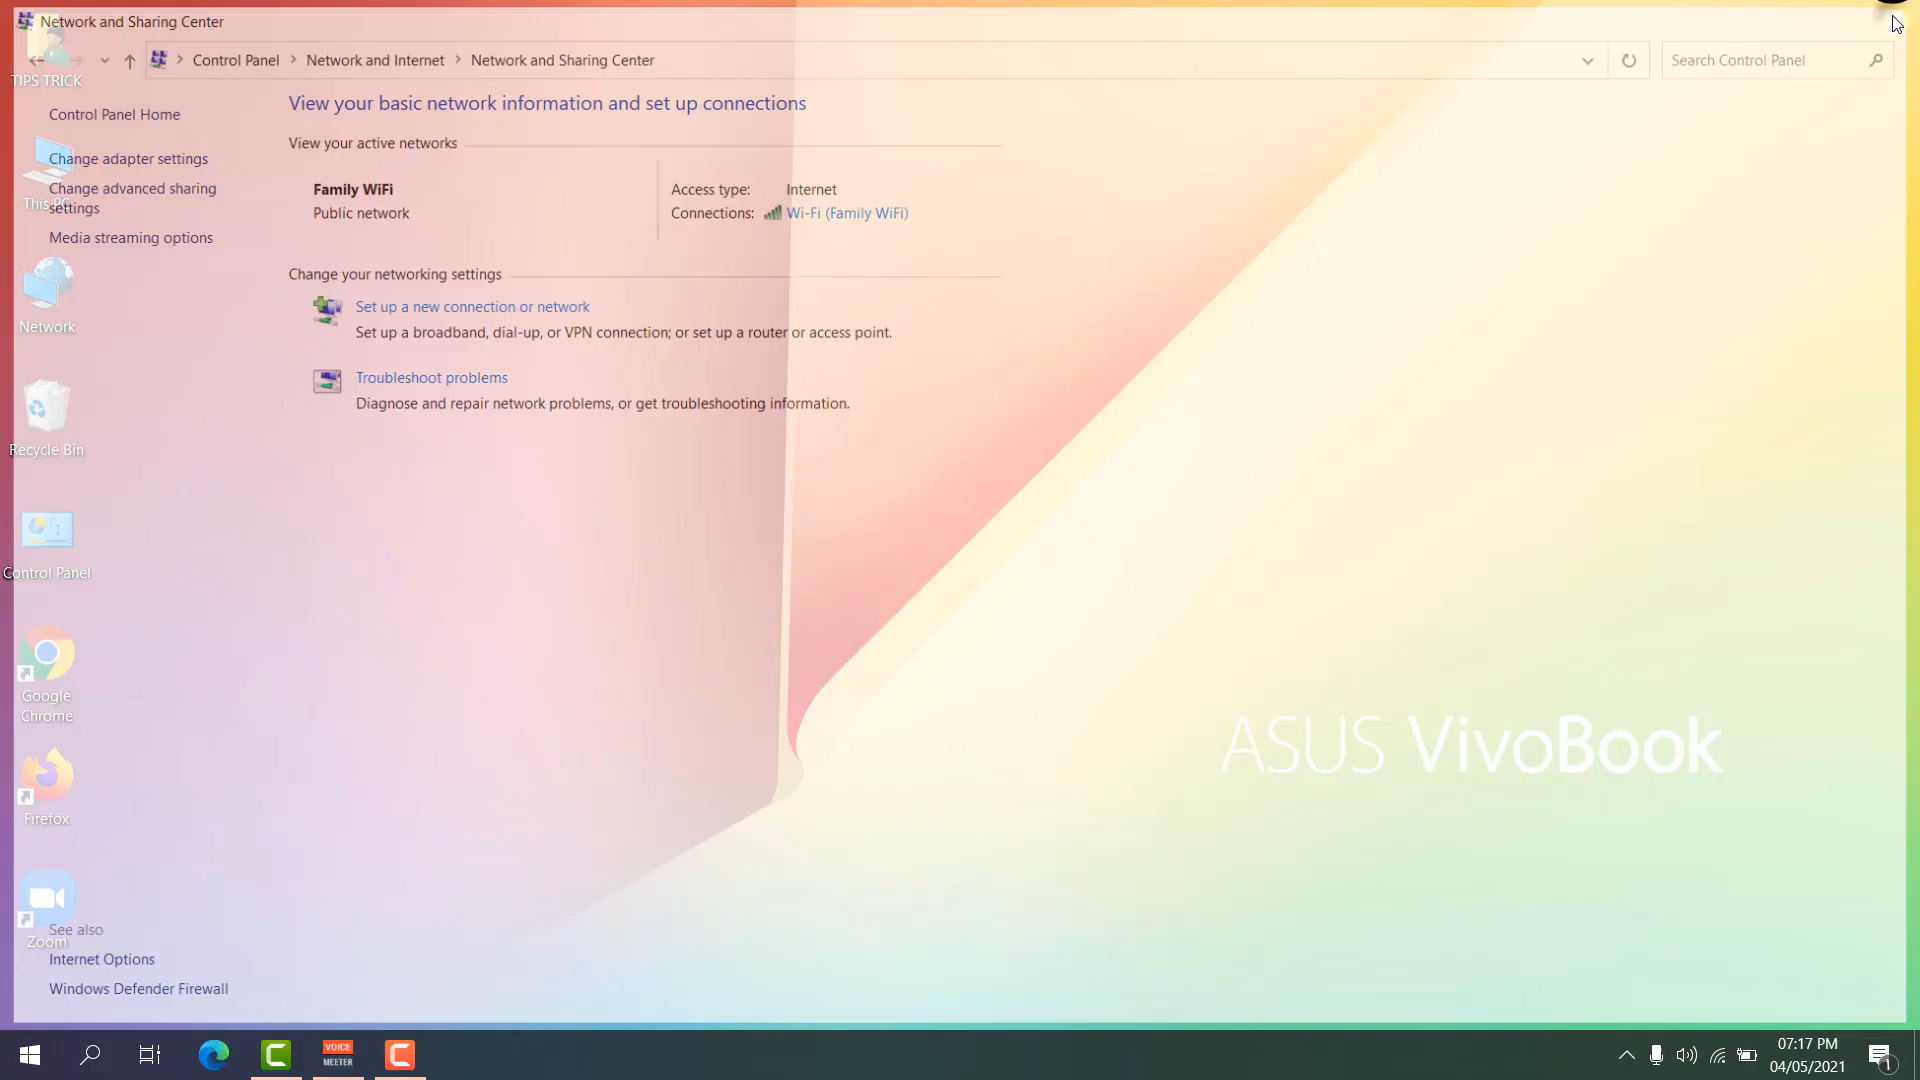 Network and Sharing Center
Control Panel
Network and Internet
Network and Sharing Center
Search Control Panel
TIPS TRICK
This PC
Network
Recycle Bin
Control Panel
Google
Chrome
Firefox
Zoom
Control Panel Home
Change adapter settings
Change advanced sharing
settings
Media streaming options
See also
Internet Options
Windows Defender Firewall
View your basic network information and set up connections
View your active networks
Family WiFi
Public network
Access type: Internet
Connections: Wi-Fi (Family WiFi)
Change your networking settings
Set up a new connection or network
Set up a broadband, dial-up, or VPN connection; or set up a router or access point.
Troubleshoot problems
Diagnose and repair network problems, or get troubleshooting information.
ASUS VivoBook
VOICE
MEETER
07:17 PM
04/05/2021
1